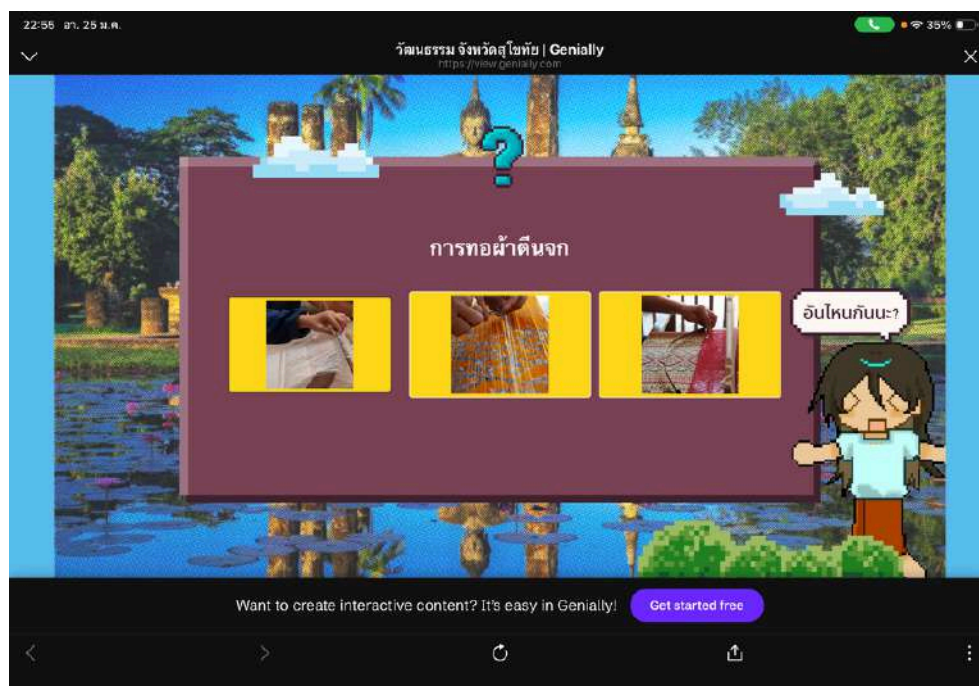 22:55 อา. 25 ม.ค.
35%
วัฒนธรรม จังหวัดสุโขทัย | Genially
https://view.genially.com
การทอผ้าตีนจก
อันไหนกันนะ?
Want to create interactive content? It's easy in Genially!
Get started free